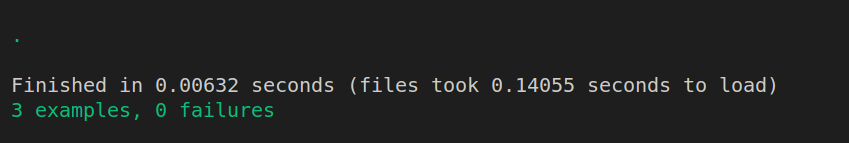 .
Finished in 0.00632 seconds (files took 0.14055 seconds to load)
3 examples, 0 failures